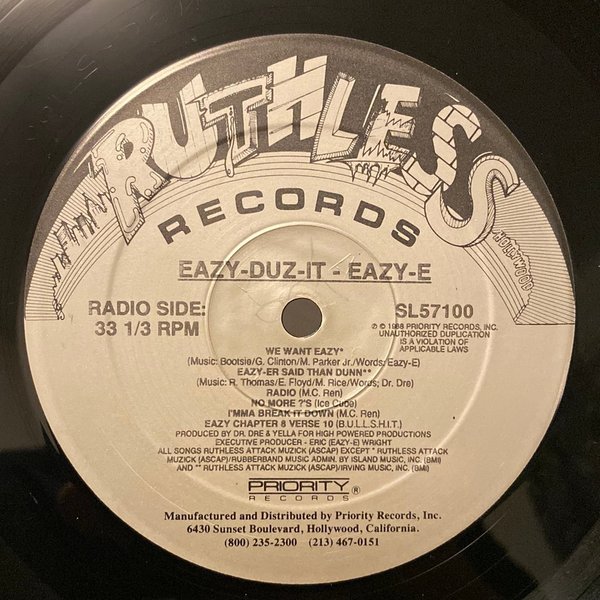 RUTHLESS
RECORDS
HOLLYWOOD
EAZY-DUZ-IT - EAZY-E
RADIO SIDE:
33 1/3 RPM
SL57100
℗ © 1988 PRIORITY RECORDS, INC.
UNAUTHORIZED DUPLICATION
IS A VIOLATION OF
APPLICABLE LAWS
WE WANT EAZY*
(Music: Bootsie/G. Clinton/M. Parker Jr./Words: Eazy-E)
EAZY-ER SAID THAN DUNN**
(Music: R. Thomas/E. Floyd/M. Rice/Words; Dr. Dre)
RADIO (M.C. Ren)
NO MORE ?'S (Ice Cube)
I'MMA BREAK IT DOWN (M.C. Ren)
EAZY CHAPTER 8 VERSE 10 (B.U.L.L.S.H.I.T.)
PRODUCED BY DR. DRE & YELLA FOR HIGH POWERED PRODUCTIONS
EXECUTIVE PRODUCER - ERIC (EAZY-E) WRIGHT
ALL SONGS RUTHLESS ATTACK MUZICK (ASCAP) EXCEPT * RUTHLESS ATTACK
MUZICK (ASCAP)/RUBBERBAND MUSIC ADMIN. BY ISLAND MUSIC, INC. (BMI)
AND ** RUTHLESS ATTACK MUZICK (ASCAP)/IRVING MUSIC, INC. (BMI)
PRIORITY ®
RECORDS
Manufactured and Distributed by Priority Records, Inc.
6430 Sunset Boulevard, Hollywood, California.
(800) 235-2300 (213) 467-0151